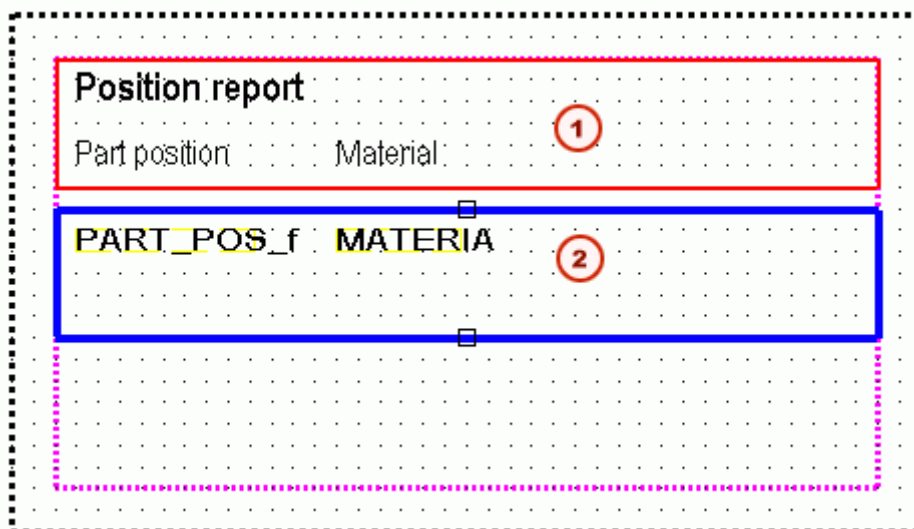 Position report
1
Part position Material
PART_POS_f MATERIA
2